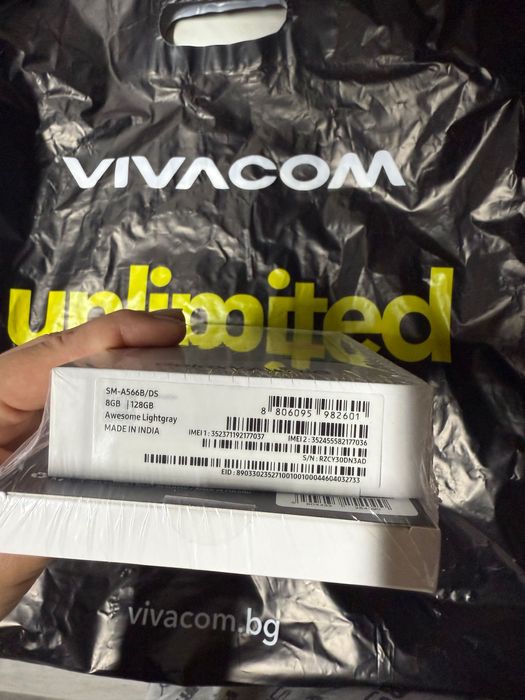 VIVACOM
unlimited
SM-A566B/DS
8GB | 128GB
Awesome Lightgray
MADE IN INDIA
8 806095 982601
IMEI 1 : 352371192177037
IMEI 2 : 352455582177036
S/N : RZCY30DN3AD
EID : 89033023527100100100044604032733
vivacom.bg